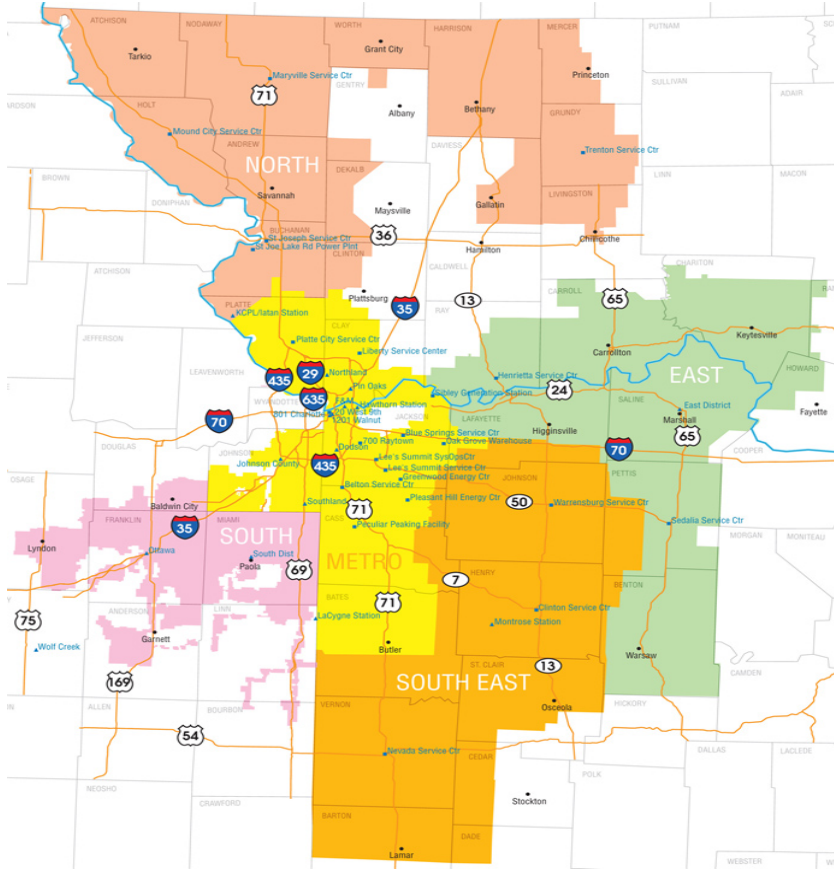 ATCHISON
NODAWAY
WORTH
HARRISON
MERCER
PUTNAM
Tarkio
Grant City
Maryville Service Ctr
Princeton
SULLIVAN
ADAIR
71
GENTRY
Albany
Bethany
HOLT
GRUNDY
Mound City Service Ctr
ANDREW
DAVIESS
Trenton Service Ctr
NORTH
DEKALB
LINN
MACON
BROWN
Savannah
LIVINGSTON
DONIPHAN
Maysville
Gallatin
BUCHANAN
St Joseph Service Ctr
36
St Joe Lake Rd Power Plnt
CLINTON
Hamilton
Chillicothe
ATCHISON
CALDWELL
CHARITON
PLATTE
Plattsburg
35
13
CARROLL
65
KCPL/Iatan Station
RAY
CLAY
JEFFERSON
Platte City Service Ctr
Keytesville
Liberty Service Center
Carrollton
LEAVENWORTH
435
29
Northland
Henrietta Service Ctr
EAST
HOWARD
Pin Oaks
24
Sibley Generation Station
WYANDOTTE
635
F&M
Hawthorn Station
SALINE
East District
Fayette
70
801 Charlotte
1201 Walnut
JACKSON
LAFAYETTE
Marshall
Blue Springs Service Ctr
Higginsville
65
DOUGLAS
700 Raytown
Oak Grove Warehouse
70
COOPER
JOHNSON
Dodson
Johnson County
435
Lee's Summit SysOpsCtr
PETTIS
OSAGE
Lee's Summit Service Ctr
JOHNSON
Greenwood Energy Ctr
Belton Service Ctr
Baldwin City
Southland
Pleasant Hill Energy Ctr
50
Warrensburg Service Ctr
71
FRANKLIN
MIAMI
CASS
35
Peculiar Peaking Facility
Sedalia Service Ctr
SOUTH
MORGAN
MONITEAU
Lyndon
Ottawa
South Dist
Paola
METRO
69
HENRY
7
BENTON
ANDERSON
LINN
BATES
71
Clinton Service Ctr
75
LaCygne Station
Montrose Station
Garnett
Wolf Creek
Butler
Warsaw
ST. CLAIR
13
CAMDEN
169
SOUTH EAST
ALLEN
BOURBON
VERNON
Osceola
HICKORY
54
Nevada Service Ctr
CEDAR
DALLAS
LACLEDE
POLK
NEOSHO
CRAWFORD
Stockton
BARTON
DADE
Lamar
WEBSTER